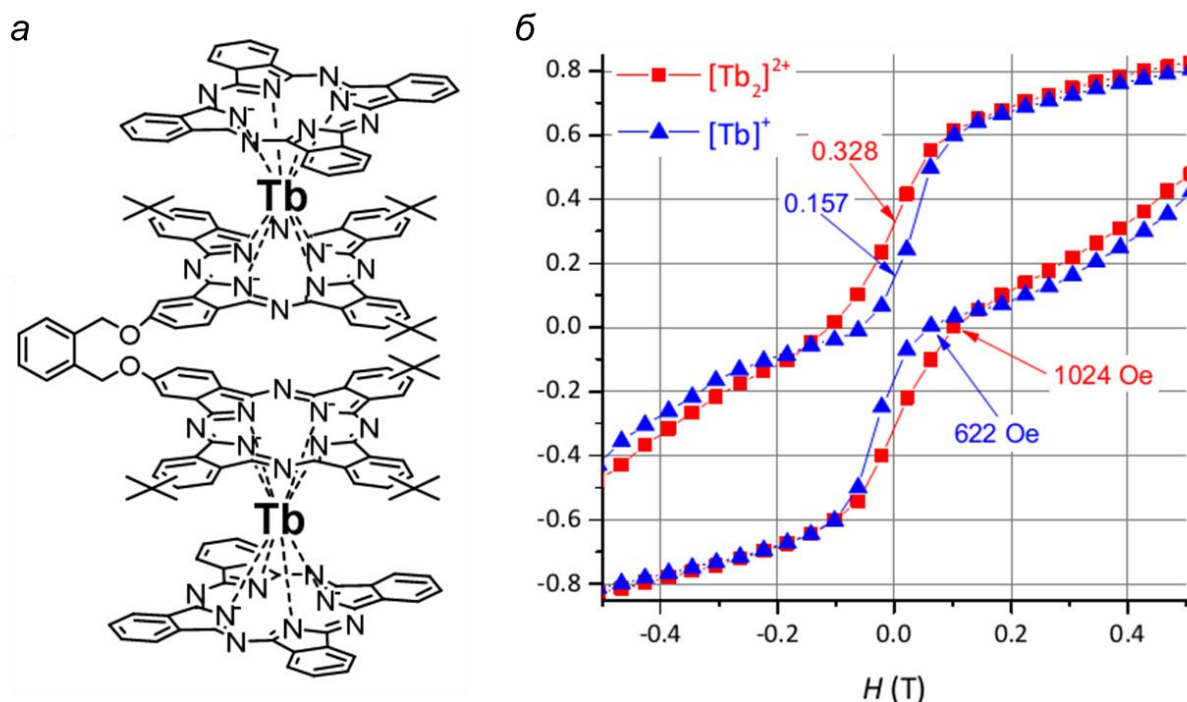 а
б
Tb
Tb
N
N
N
N
N
N⁻
N⁻
N
N
N
N
N
N⁻
N⁻
N
N
O
O
N
N
N
N⁻
N
N
N
N⁻
N
N
N
N
[Tb₂]²⁺
[Tb]⁺
0.328
0.157
1024 Oe
622 Oe
0.8
0.6
0.4
0.2
0.0
-0.2
-0.4
-0.6
-0.8
-0.4
-0.2
0.0
0.2
0.4
H (T)